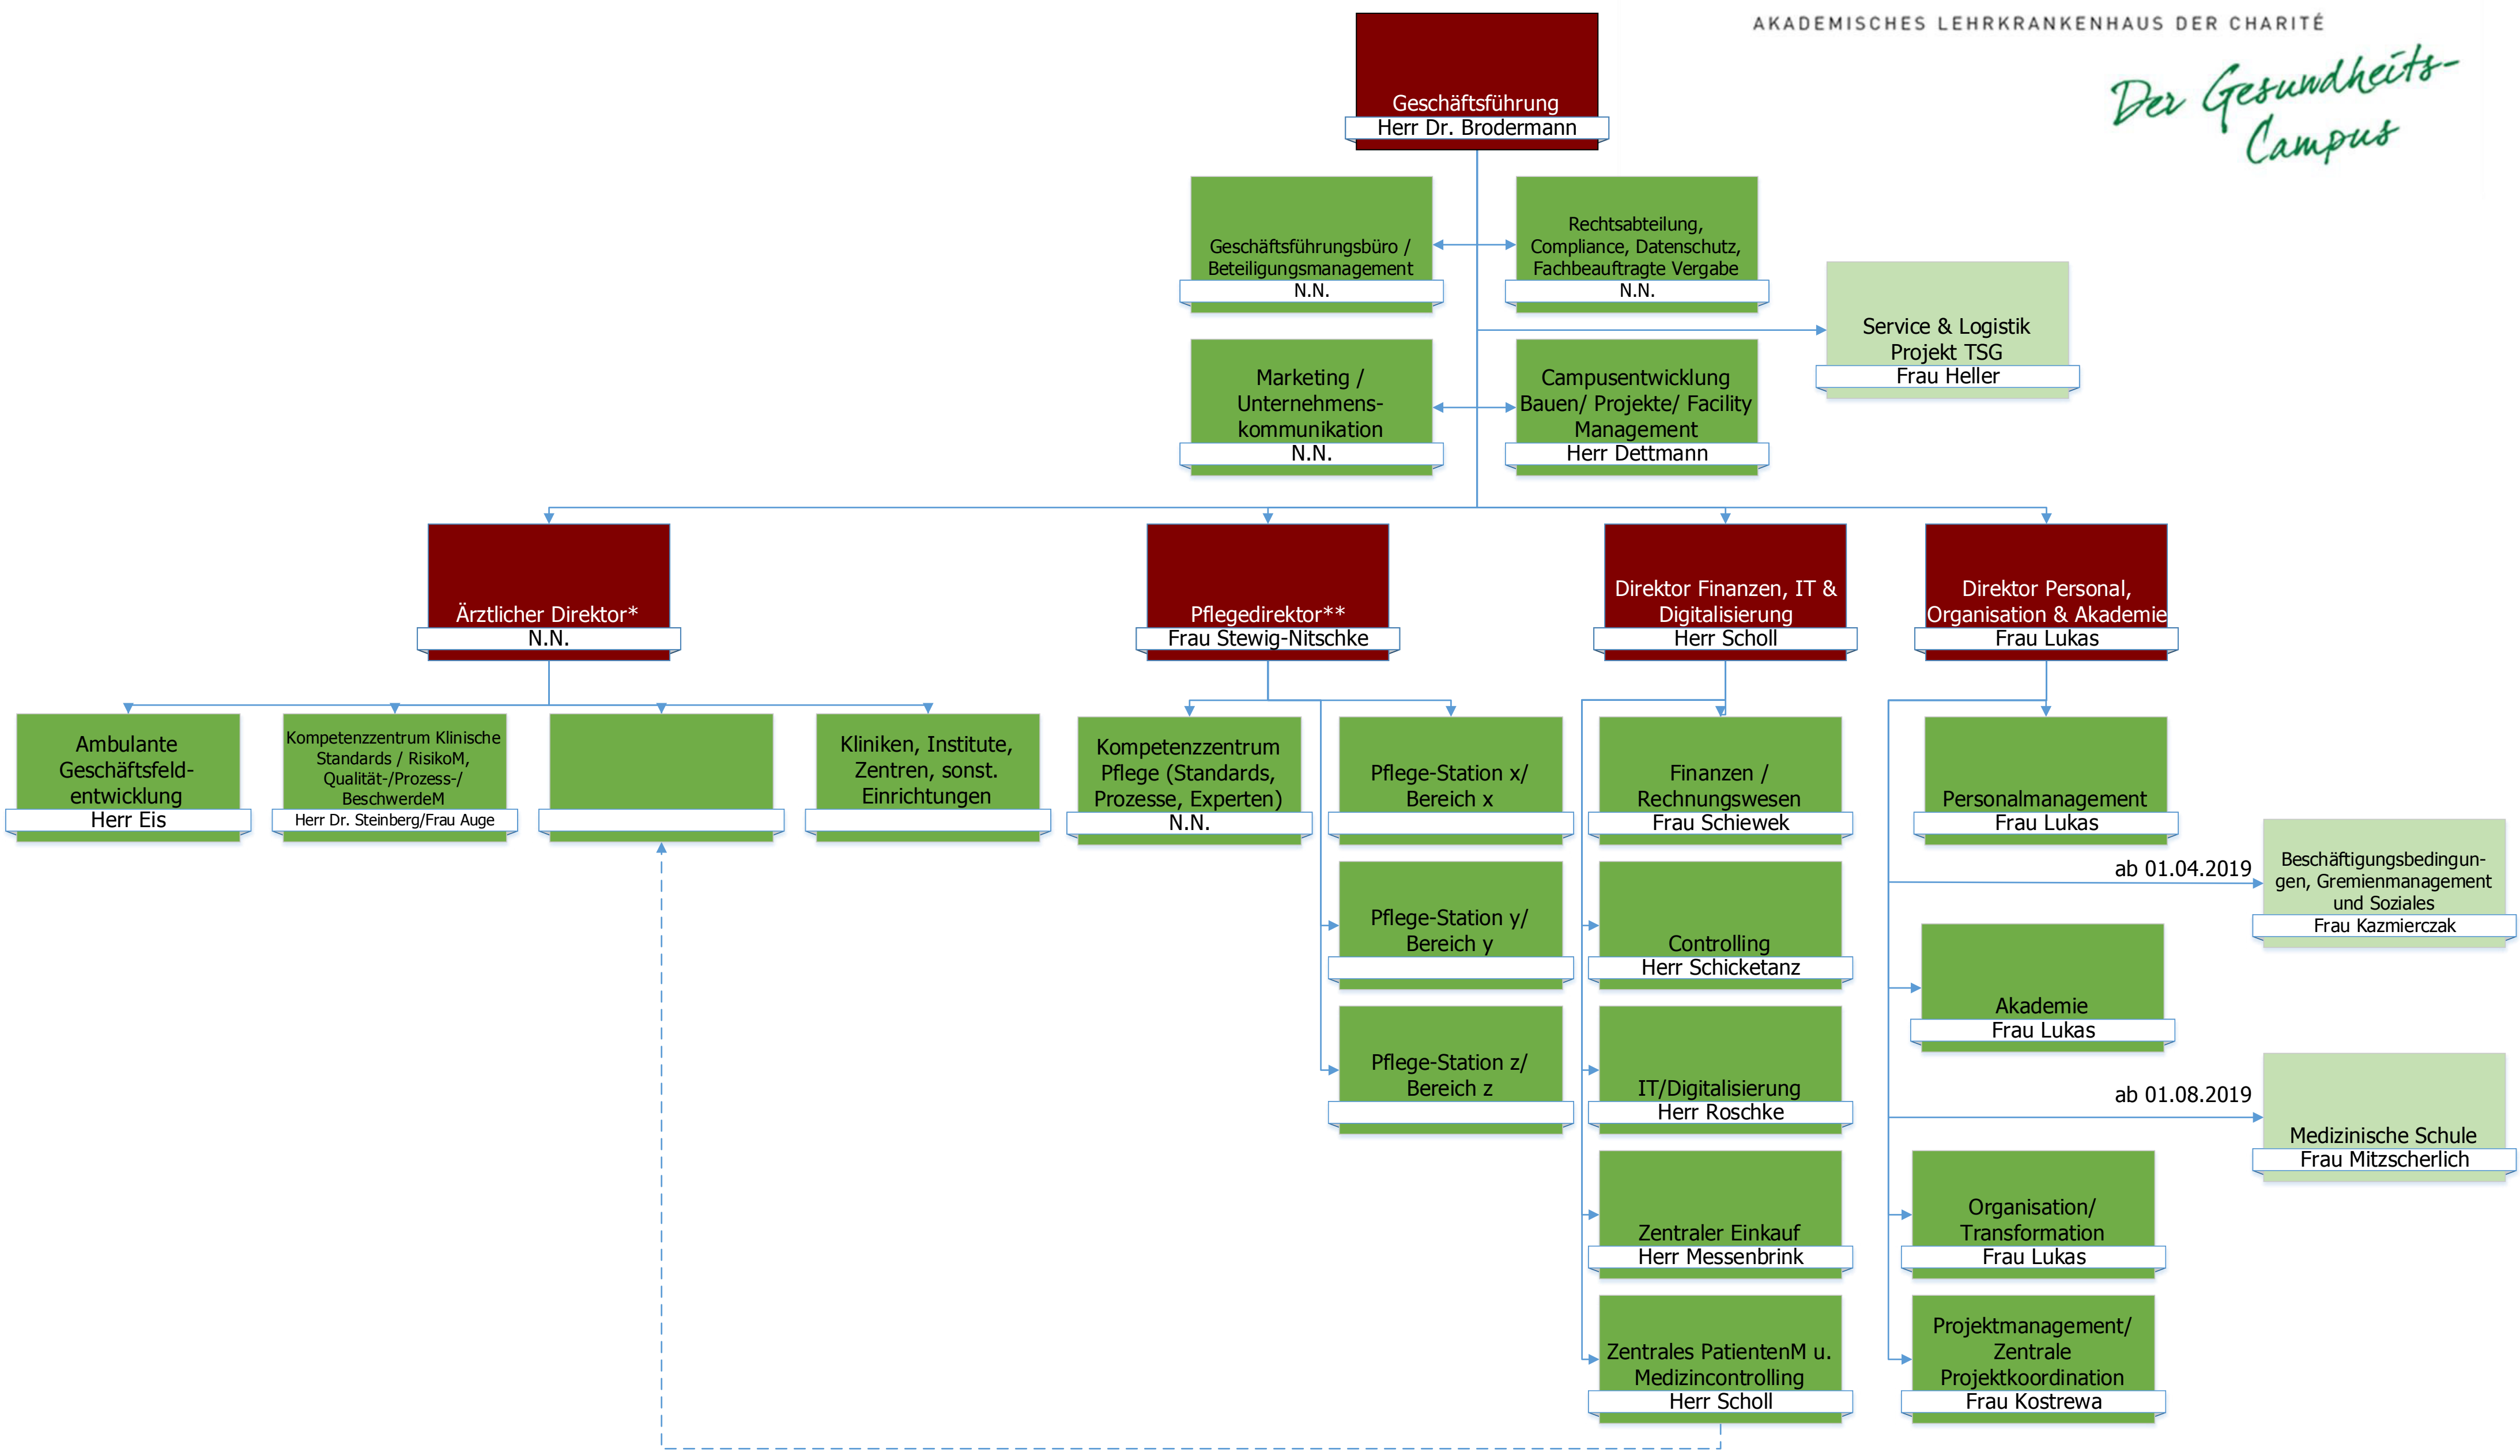 AKADEMISCHES LEHRKRANKENHAUS DER CHARITÉ
Der Gesundheits-
Campus
Geschäftsführung
Herr Dr. Brodermann
Geschäftsführungsbüro /
Beteiligungsmanagement
N.N.
Rechtsabteilung,
Compliance, Datenschutz,
Fachbeauftragte Vergabe
N.N.
Service & Logistik
Projekt TSG
Frau Heller
Marketing /
Unternehmens-
kommunikation
N.N.
Campusentwicklung
Bauen/ Projekte/ Facility
Management
Herr Dettmann
Ärztlicher Direktor*
N.N.
Pflegedirektor**
Frau Stewig-Nitschke
Direktor Finanzen, IT &
Digitalisierung
Herr Scholl
Direktor Personal,
Organisation & Akademie
Frau Lukas
Ambulante
Geschäftsfeld-
entwicklung
Herr Eis
Kompetenzzentrum Klinische
Standards / RisikoM,
Qualität-/Prozess-/
BeschwerdeM
Herr Dr. Steinberg/Frau Auge
Kliniken, Institute,
Zentren, sonst.
Einrichtungen
Kompetenzzentrum
Pflege (Standards,
Prozesse, Experten)
N.N.
Pflege-Station x/
Bereich x
Pflege-Station y/
Bereich y
Pflege-Station z/
Bereich z
Finanzen /
Rechnungswesen
Frau Schiewek
Controlling
Herr Schicketanz
IT/Digitalisierung
Herr Roschke
Zentraler Einkauf
Herr Messenbrink
Zentrales PatientenM u.
Medizincontrolling
Herr Scholl
Personalmanagement
Frau Lukas
ab 01.04.2019
Beschäftigungsbedingun-
gen, Gremienmanagement
und Soziales
Frau Kazmierczak
Akademie
Frau Lukas
ab 01.08.2019
Medizinische Schule
Frau Mitzscherlich
Organisation/
Transformation
Frau Lukas
Projektmanagement/
Zentrale
Projektkoordination
Frau Kostrewa